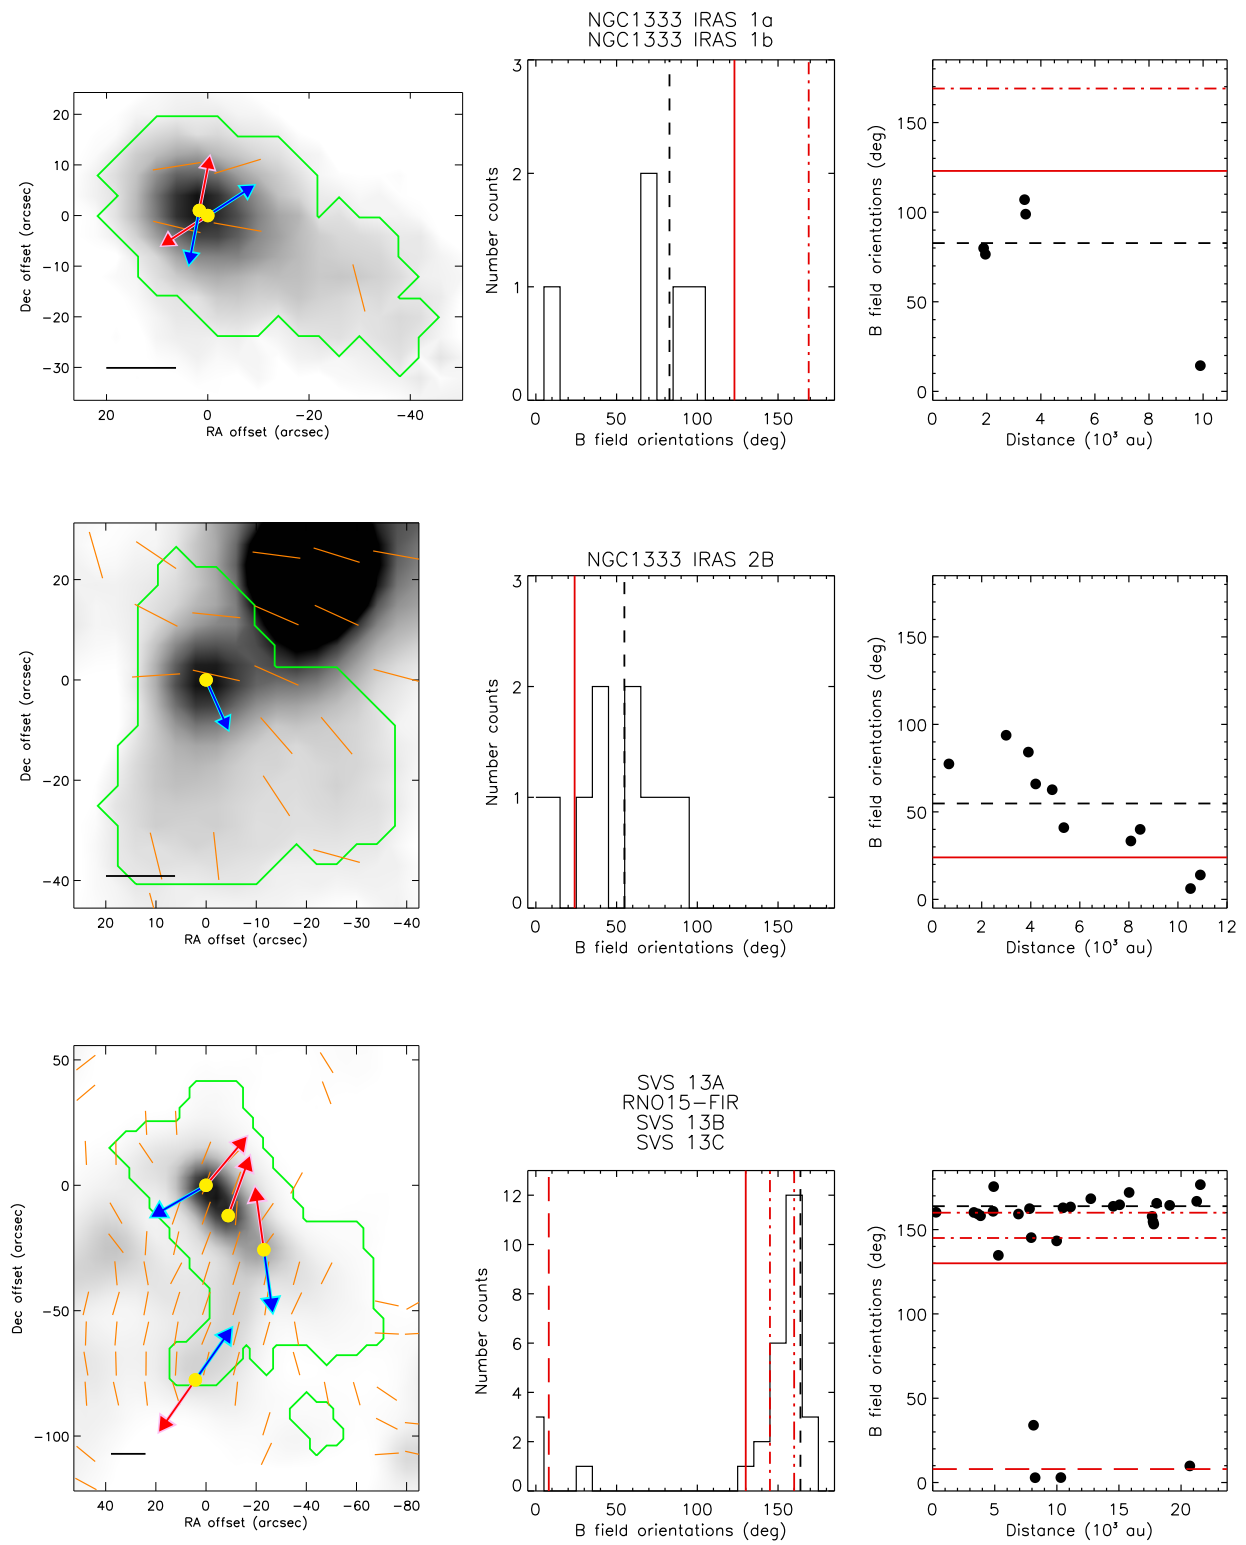 NGC1333 IRAS 1a
NGC1333 IRAS 1b
20
10
0
−10
−20
−30
Dec offset (arcsec)
20 0 −20 −40
RA offset (arcsec)
3
2
1
0
Number counts
0 50 100 150
B field orientations (deg)
150
100
50
0
B field orientations (deg)
0 2 4 6 8 10
Distance (10³ au)
20
0
−20
−40
Dec offset (arcsec)
20 10 0 −10 −20 −30 −40
RA offset (arcsec)
NGC1333 IRAS 2B
3
2
1
0
Number counts
0 50 100 150
B field orientations (deg)
150
100
50
0
B field orientations (deg)
0 2 4 6 8 10 12
Distance (10³ au)
50
0
−50
−100
Dec offset (arcsec)
40 20 0 −20 −40 −60 −80
RA offset (arcsec)
SVS 13A
RNO15−FIR
SVS 13B
SVS 13C
12
10
8
6
4
2
0
Number counts
0 50 100 150
B field orientations (deg)
150
100
50
0
B field orientations (deg)
0 5 10 15 20
Distance (10³ au)